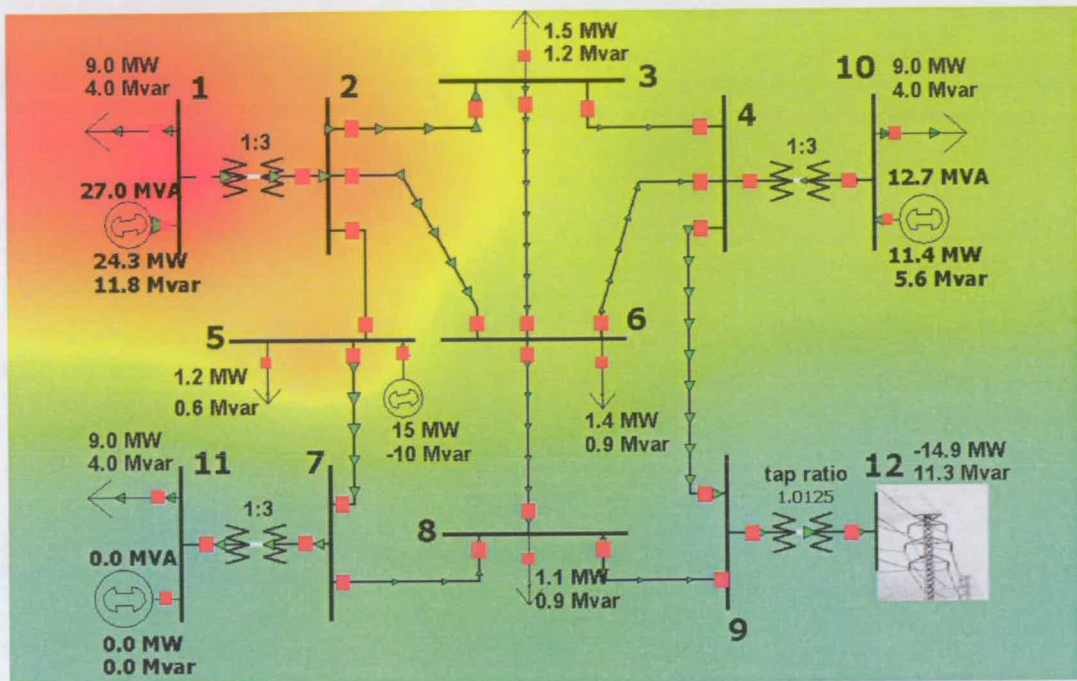 1.5 MW
1.2 Mvar
9.0 MW
4.0 Mvar
1
2
3
10
9.0 MW
4.0 Mvar
4
1:3
1:3
27.0 MVA
12.7 MVA
24.3 MW
11.8 Mvar
11.4 MW
5.6 Mvar
5
6
1.2 MW
0.6 Mvar
15 MW
-10 Mvar
1.4 MW
0.9 Mvar
9.0 MW
4.0 Mvar
11
7
tap ratio
1.0125
12
-14.9 MW
11.3 Mvar
1:3
8
0.0 MVA
1.1 MW
0.9 Mvar
9
0.0 MW
0.0 Mvar